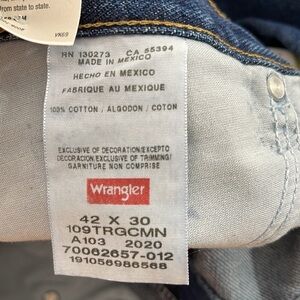 from state to state.
VK69
RN 130273 CA 55394
MADE IN MEXICO
HECHO EN MEXICO
FABRIQUE AU MEXIQUE
100% COTTON / ALGODON / COTON
EXCLUSIVE OF DECORATION/EXCEPTO
DECORACION/EXCLUSIVE OF TRIMMING/
GARNITURE NON COMPRISE
Wrangler
42 X 30
109TRGCMN
A103 2020
70062657-012
191056986568